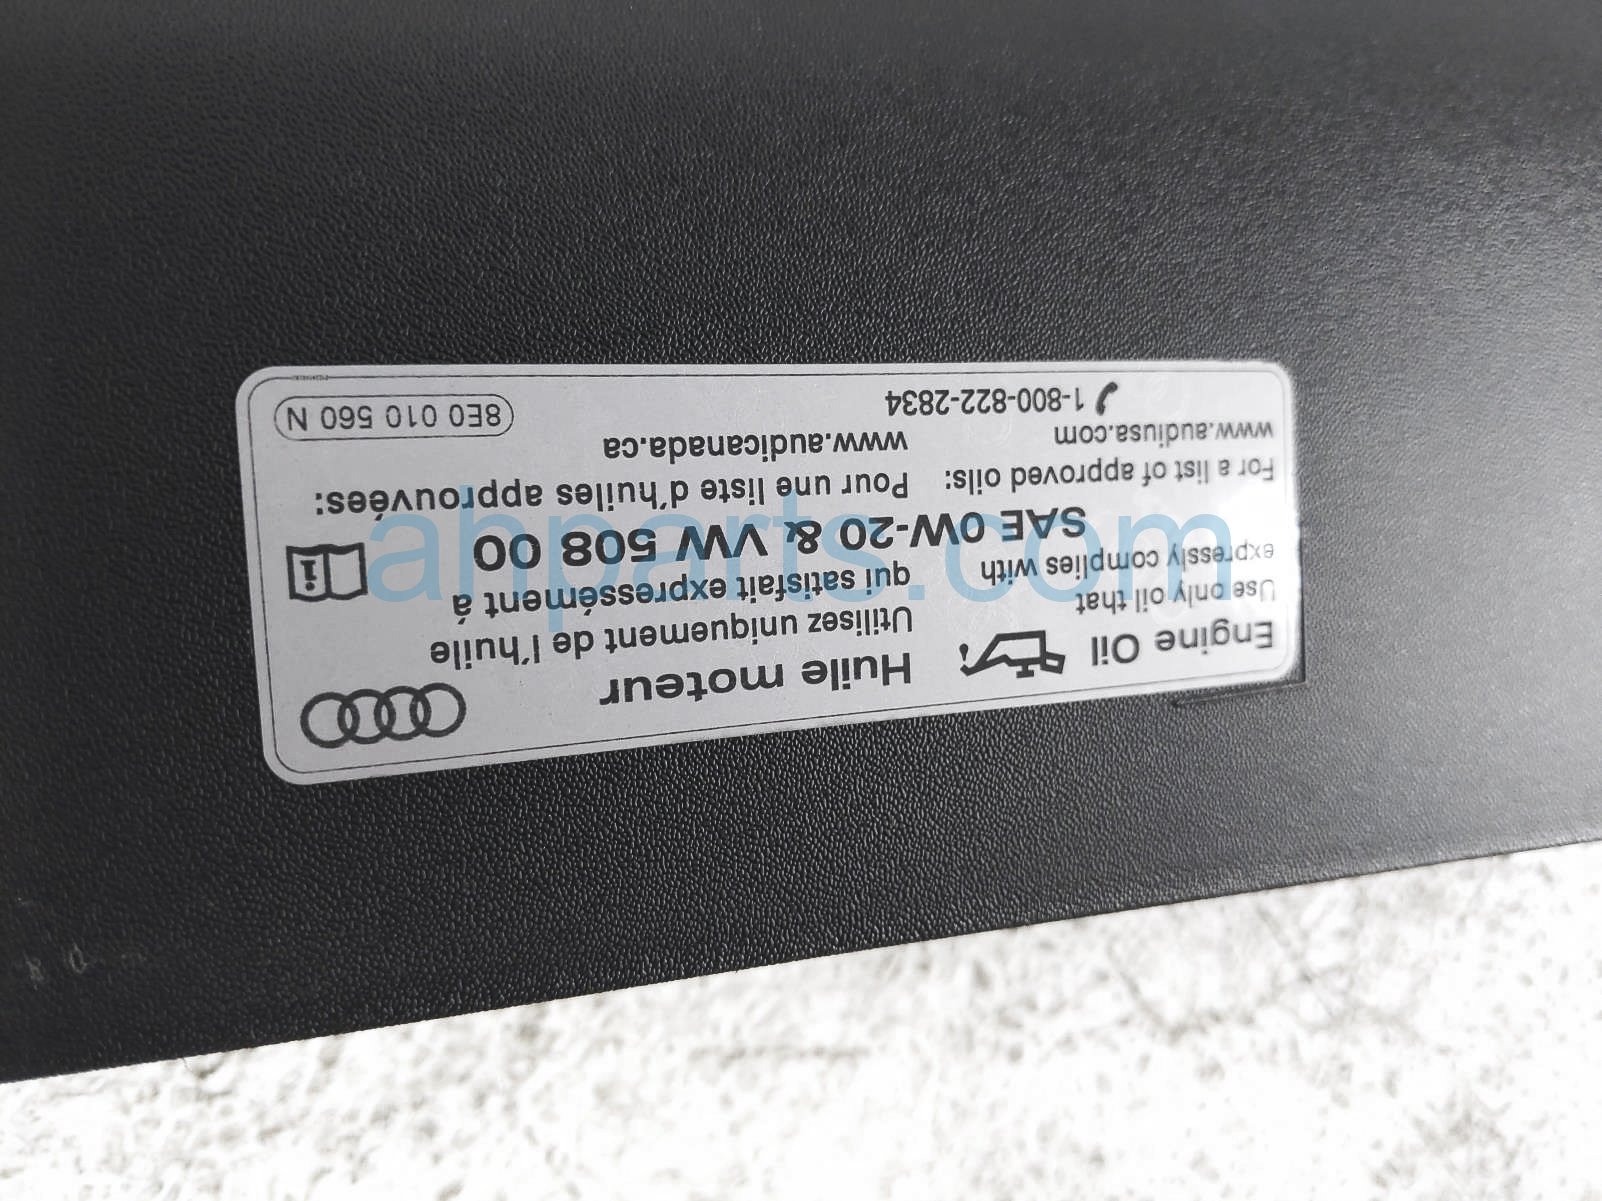 Engine Oil
Use only oil that
expressly complies with
Huile moteur
Utilisez uniquement de l'huile
qui satisfait expressément à
SAE 0W-20 & VW 508 00
For a list of approved oils:
www.audiusa.com
1-800-822-2834
Pour une liste d'huiles approuvées:
www.audicanada.ca
8E0 010 560 N
ahparts.com